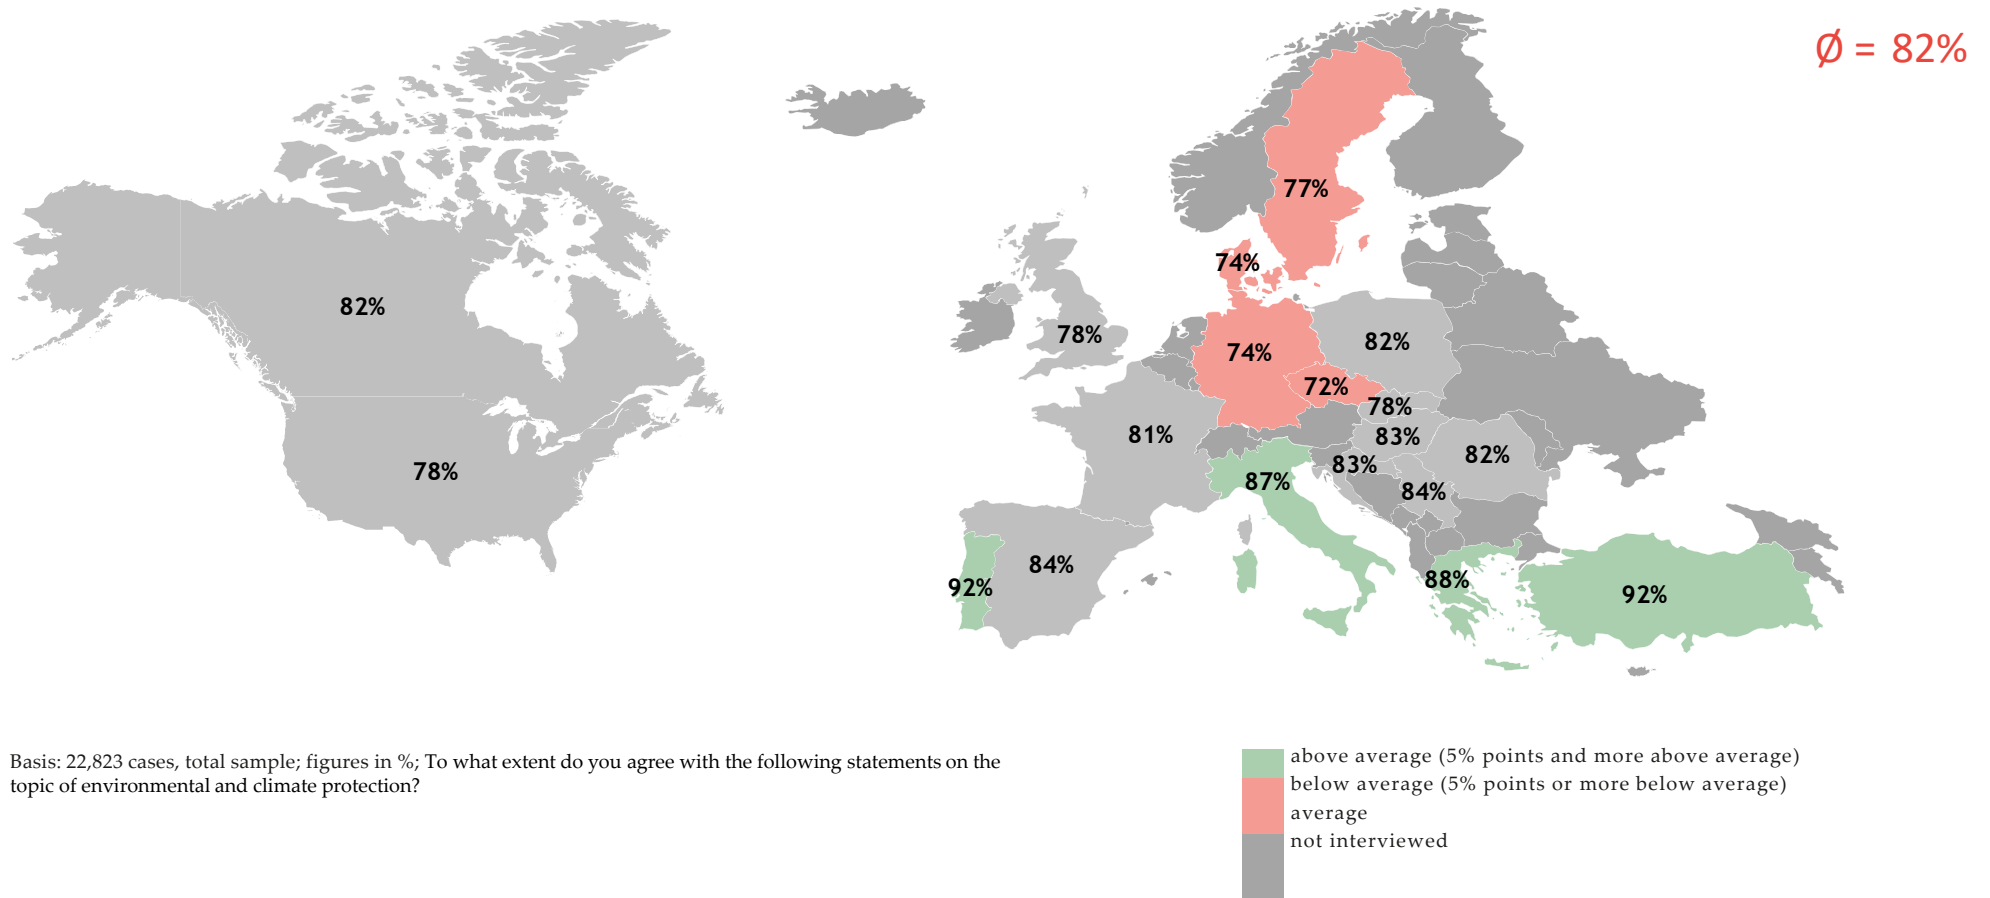 Ø = 82%
77%
74%
82%
78%
82%
74%
72%
78%
81%
83%
82%
83%
78%
87%
84%
84%
88%
92%
92%
Basis: 22,823 cases, total sample; figures in %; To what extent do you agree with the following statements on the
topic of environmental and climate protection?
above average (5% points and more above average)
below average (5% points or more below average)
average
not interviewed